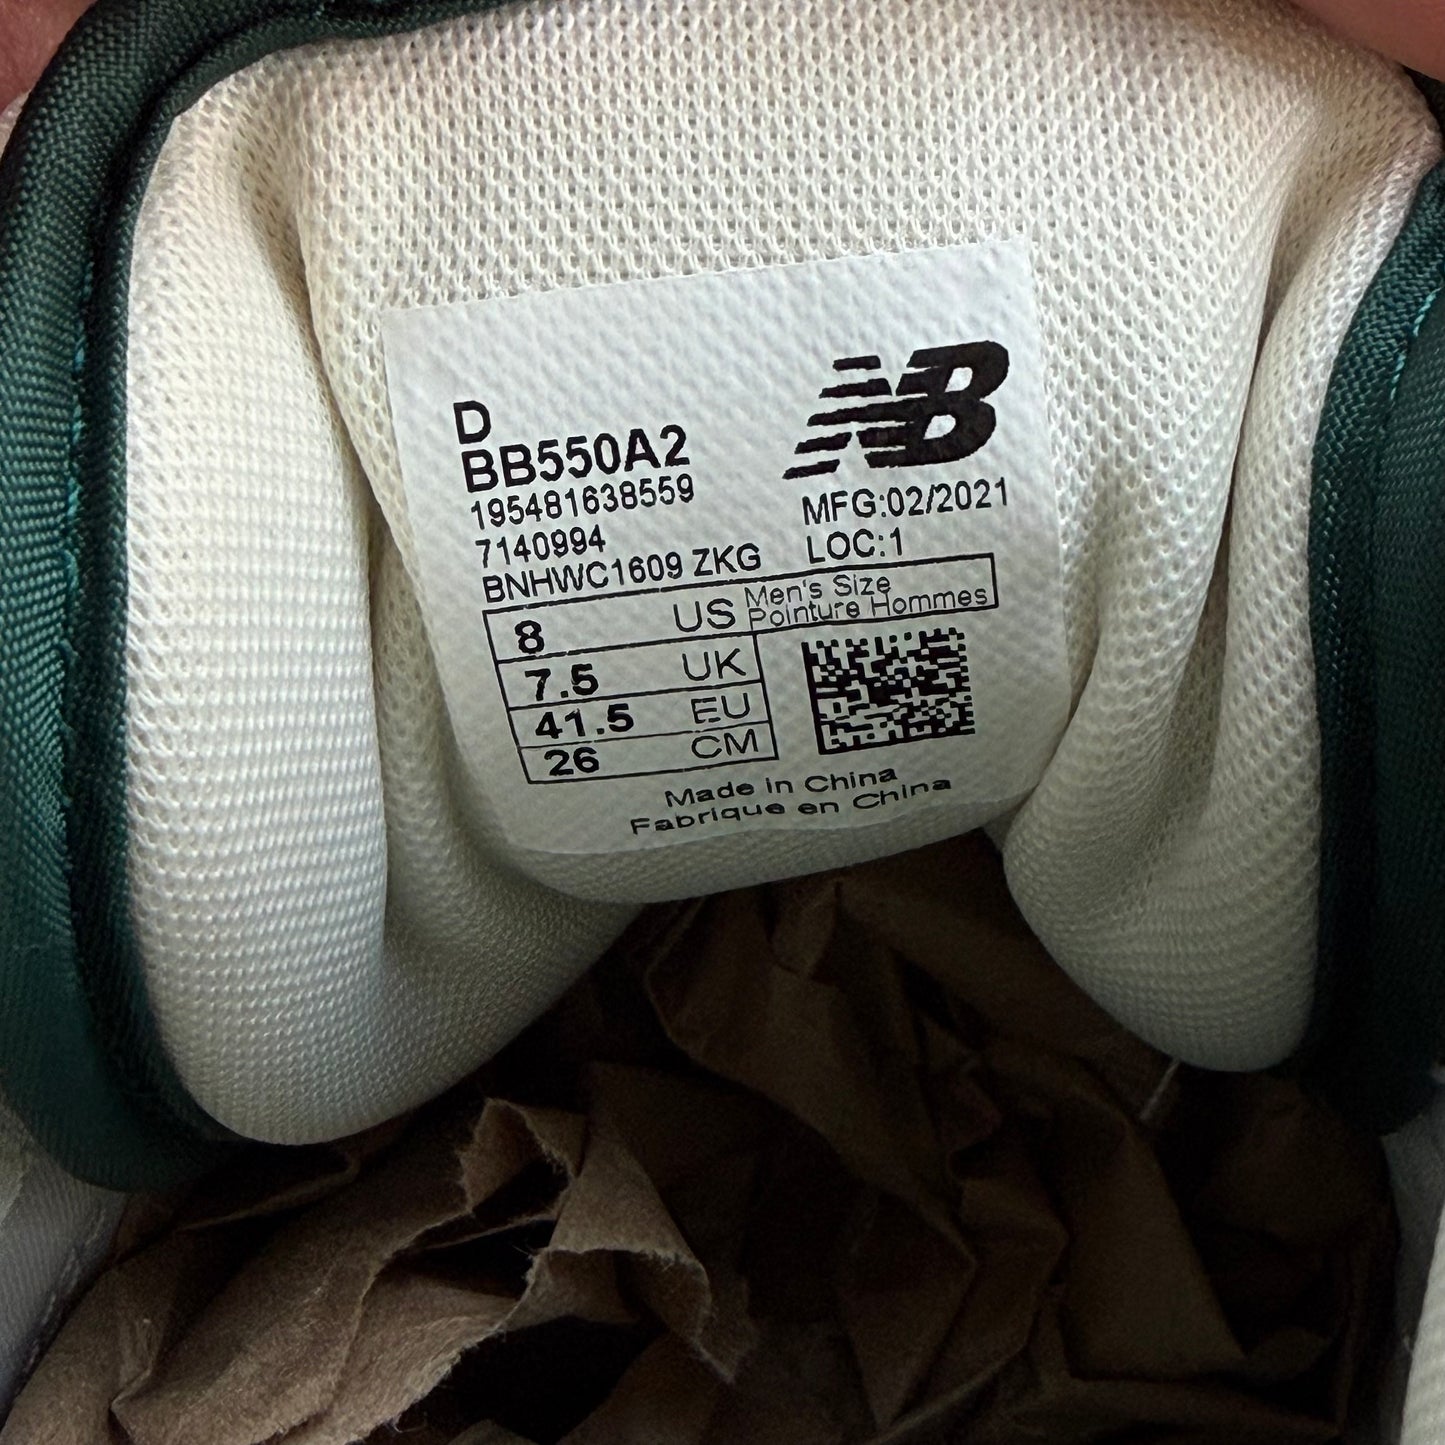 NB
D
BB550A2
195481638559
7140994
BNHWC1609 ZKG
MFG:02/2021
LOC:1
8 US Men's Size
Pointure Hommes
7.5 UK
41.5 EU
26 CM
Made in China
Fabrique en China